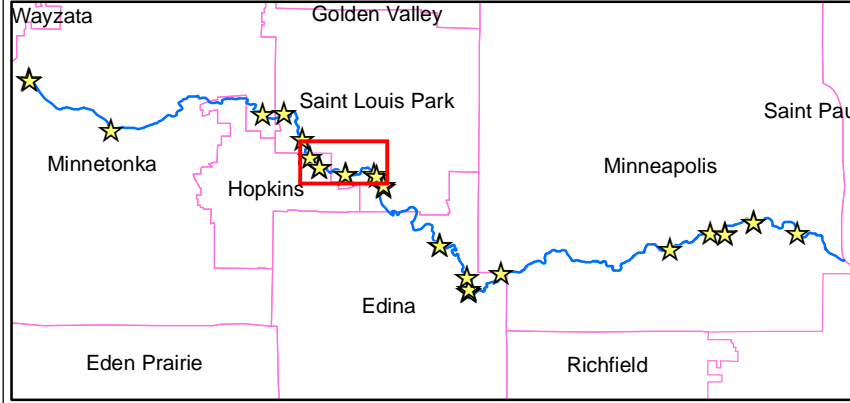 Wayzata
Golden Valley
Saint Louis Park
Saint Pau
Minnetonka
Minneapolis
Hopkins
Edina
Eden Prairie
Richfield